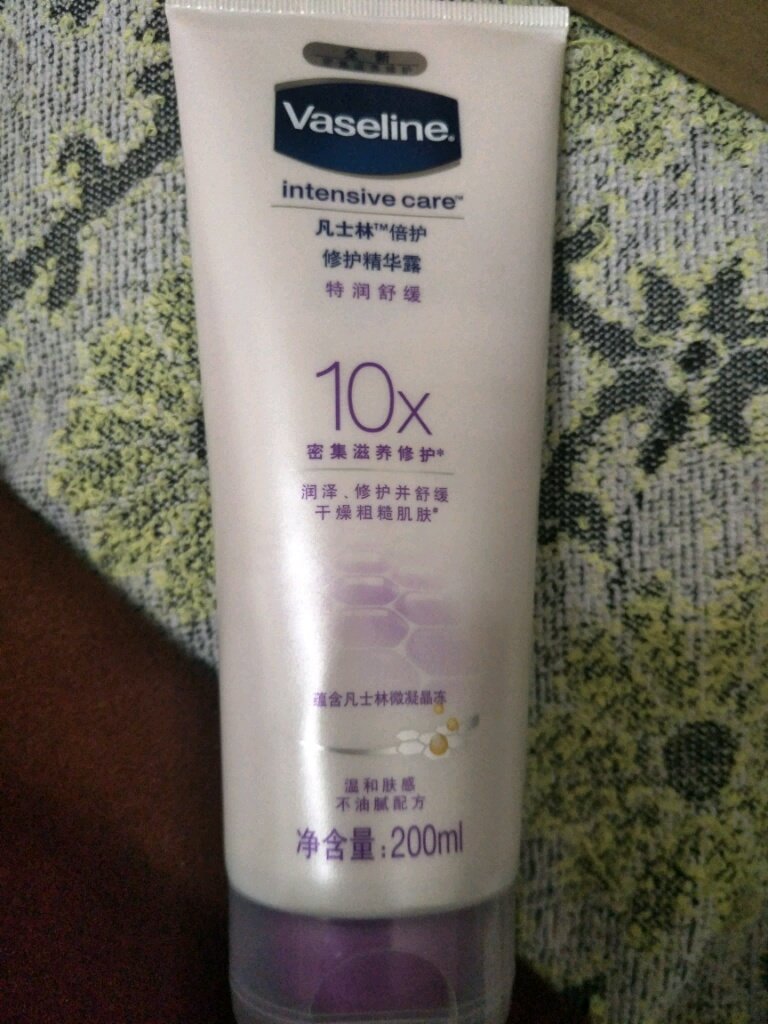 全新
Vaseline.
intensive care™
凡士林™倍护
修护精华露
特润舒缓
10x
密集滋养修护*
润泽、修护并舒缓
干燥粗糙肌肤*
蕴含凡士林微凝晶冻
温和肤感
不油腻配方
净含量:200ml